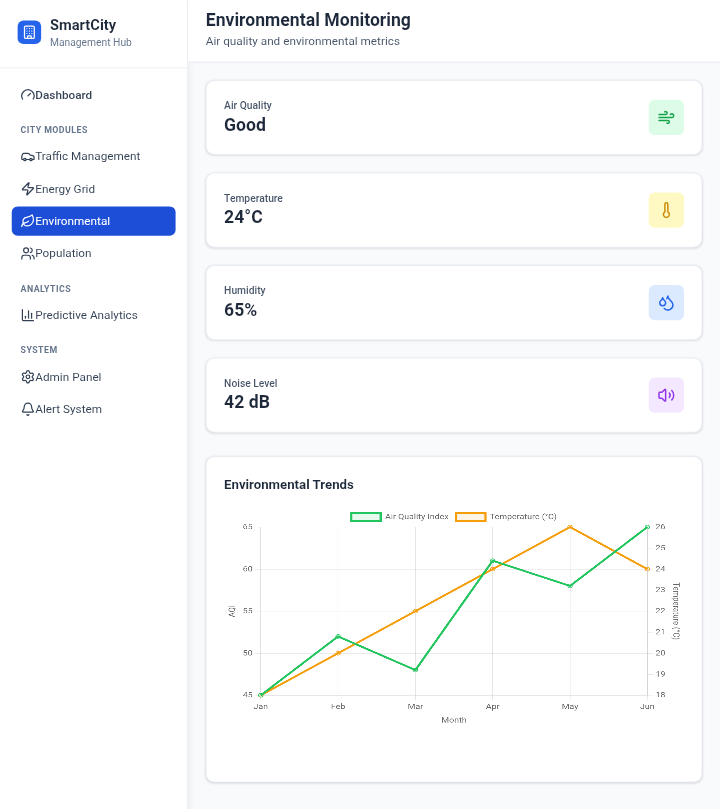 SmartCity
Management Hub
Dashboard
CITY MODULES
Traffic Management
Energy Grid
Environmental
Population
ANALYTICS
Predictive Analytics
SYSTEM
Admin Panel
Alert System
Environmental Monitoring
Air quality and environmental metrics
Air Quality
Good
Temperature
24°C
Humidity
65%
Noise Level
42 dB
Environmental Trends
Air Quality Index Temperature (°C)
65
60
55
50
45
AQI
26
25
24
23
22
21
20
19
18
Temperature (°C)
Jan Feb Mar Apr May Jun
Month